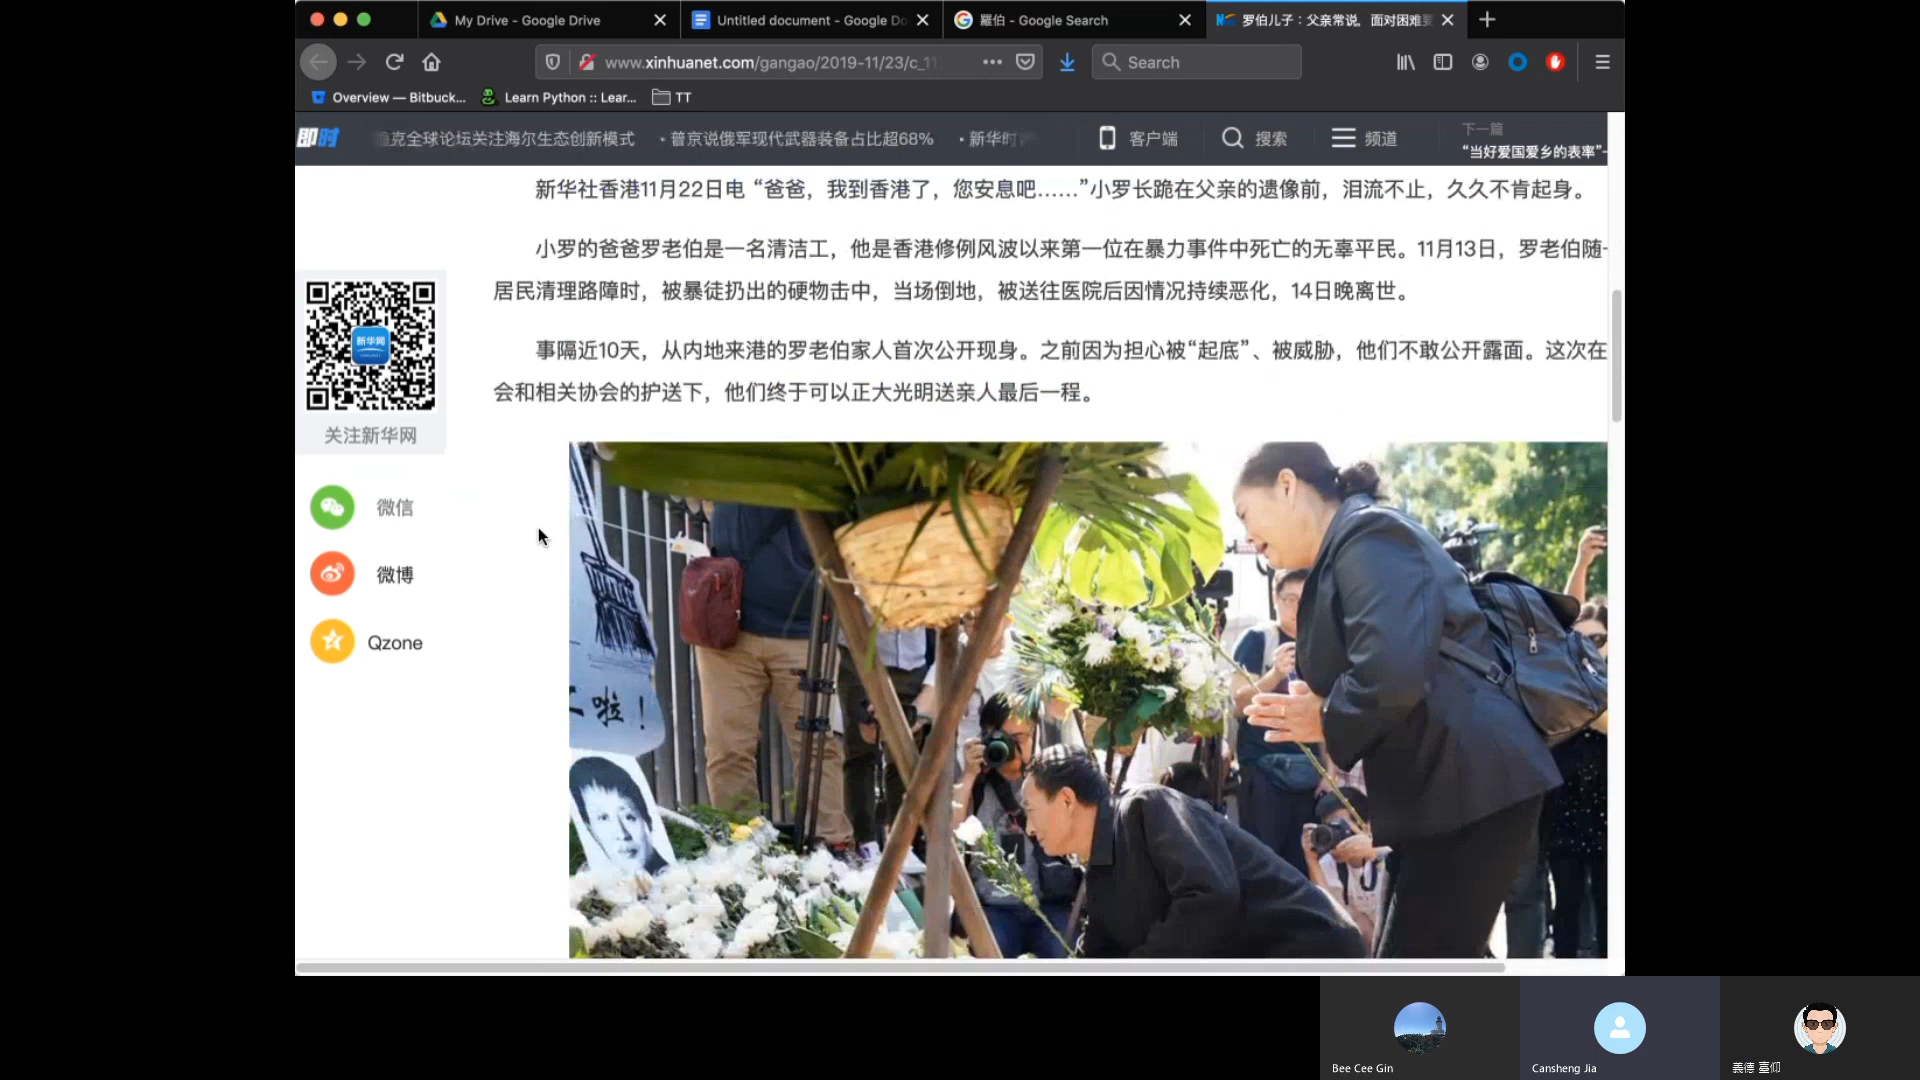 My Drive - Google Drive
Untitled document - Google Do
羅伯 - Google Search
罗伯儿子：父亲常说，面对困难要
www.xinhuanet.com/gangao/2019-11/23/c_11
Search
Overview — Bitbuck...
Learn Python :: Lear...
TT
即时
克全球论坛关注海尔生态创新模式
· 普京说俄军现代武器装备占比超68%
· 新华时
客户端
搜索
频道
下一篇
“当好爱国爱乡的表率”-
新华社香港11月22日电 “爸爸，我到香港了，您安息吧……”小罗长跪在父亲的遗像前，泪流不止，久久不肯起身。
小罗的爸爸罗老伯是一名清洁工，他是香港修例风波以来第一位在暴力事件中死亡的无辜平民。11月13日，罗老伯随
居民清理路障时，被暴徒扔出的硬物击中，当场倒地，被送往医院后因情况持续恶化，14日晚离世。
事隔近10天，从内地来港的罗老伯家人首次公开现身。之前因为担心被“起底”、被威胁，他们不敢公开露面。这次在
会和相关协会的护送下，他们终于可以正大光明送亲人最后一程。
新华网
关注新华网
微信
微博
Qzone
啦！
Bee Cee Gin
Cansheng Jia
義德 臺仰